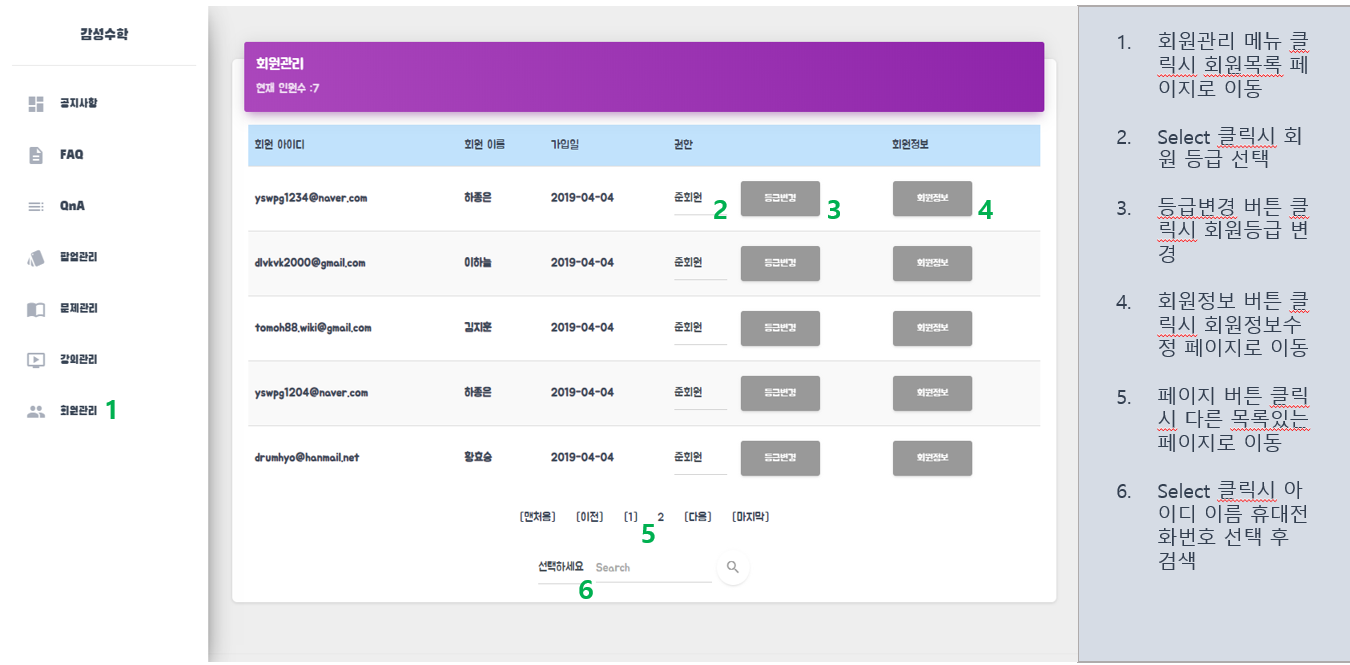 감성수학
공지사항
FAQ
QnA
팝업관리
문제관리
강의관리
회원관리 1
회원관리
현재 인원수 :7
회원 아이디 회원 이름 가입일 권한 회원정보
yswpg1234@naver.com 하종은 2019-04-04 준회원 2 등급변경 3 회원정보 4
dlvkvk2000@gmail.com 이하늘 2019-04-04 준회원 등급변경 회원정보
tomoh88.wiki@gmail.com 김지훈 2019-04-04 준회원 등급변경 회원정보
yswpg1204@naver.com 하종은 2019-04-04 준회원 등급변경 회원정보
drumhyo@hanmail.net 황효승 2019-04-04 준회원 등급변경 회원정보
[맨처음] [이전] [1] 2 [다음] [마지막]
5
선택하세요 Search
6
1. 회원관리 메뉴 클
릭시 회원목록 페
이지로 이동
2. Select 클릭시 회
원 등급 선택
3. 등급변경 버튼 클
릭시 회원등급 변
경
4. 회원정보 버튼 클
릭시 회원정보수
정 페이지로 이동
5. 페이지 버튼 클릭
시 다른 목록있는
페이지로 이동
6. Select 클릭시 아
이디 이름 휴대전
화번호 선택 후
검색